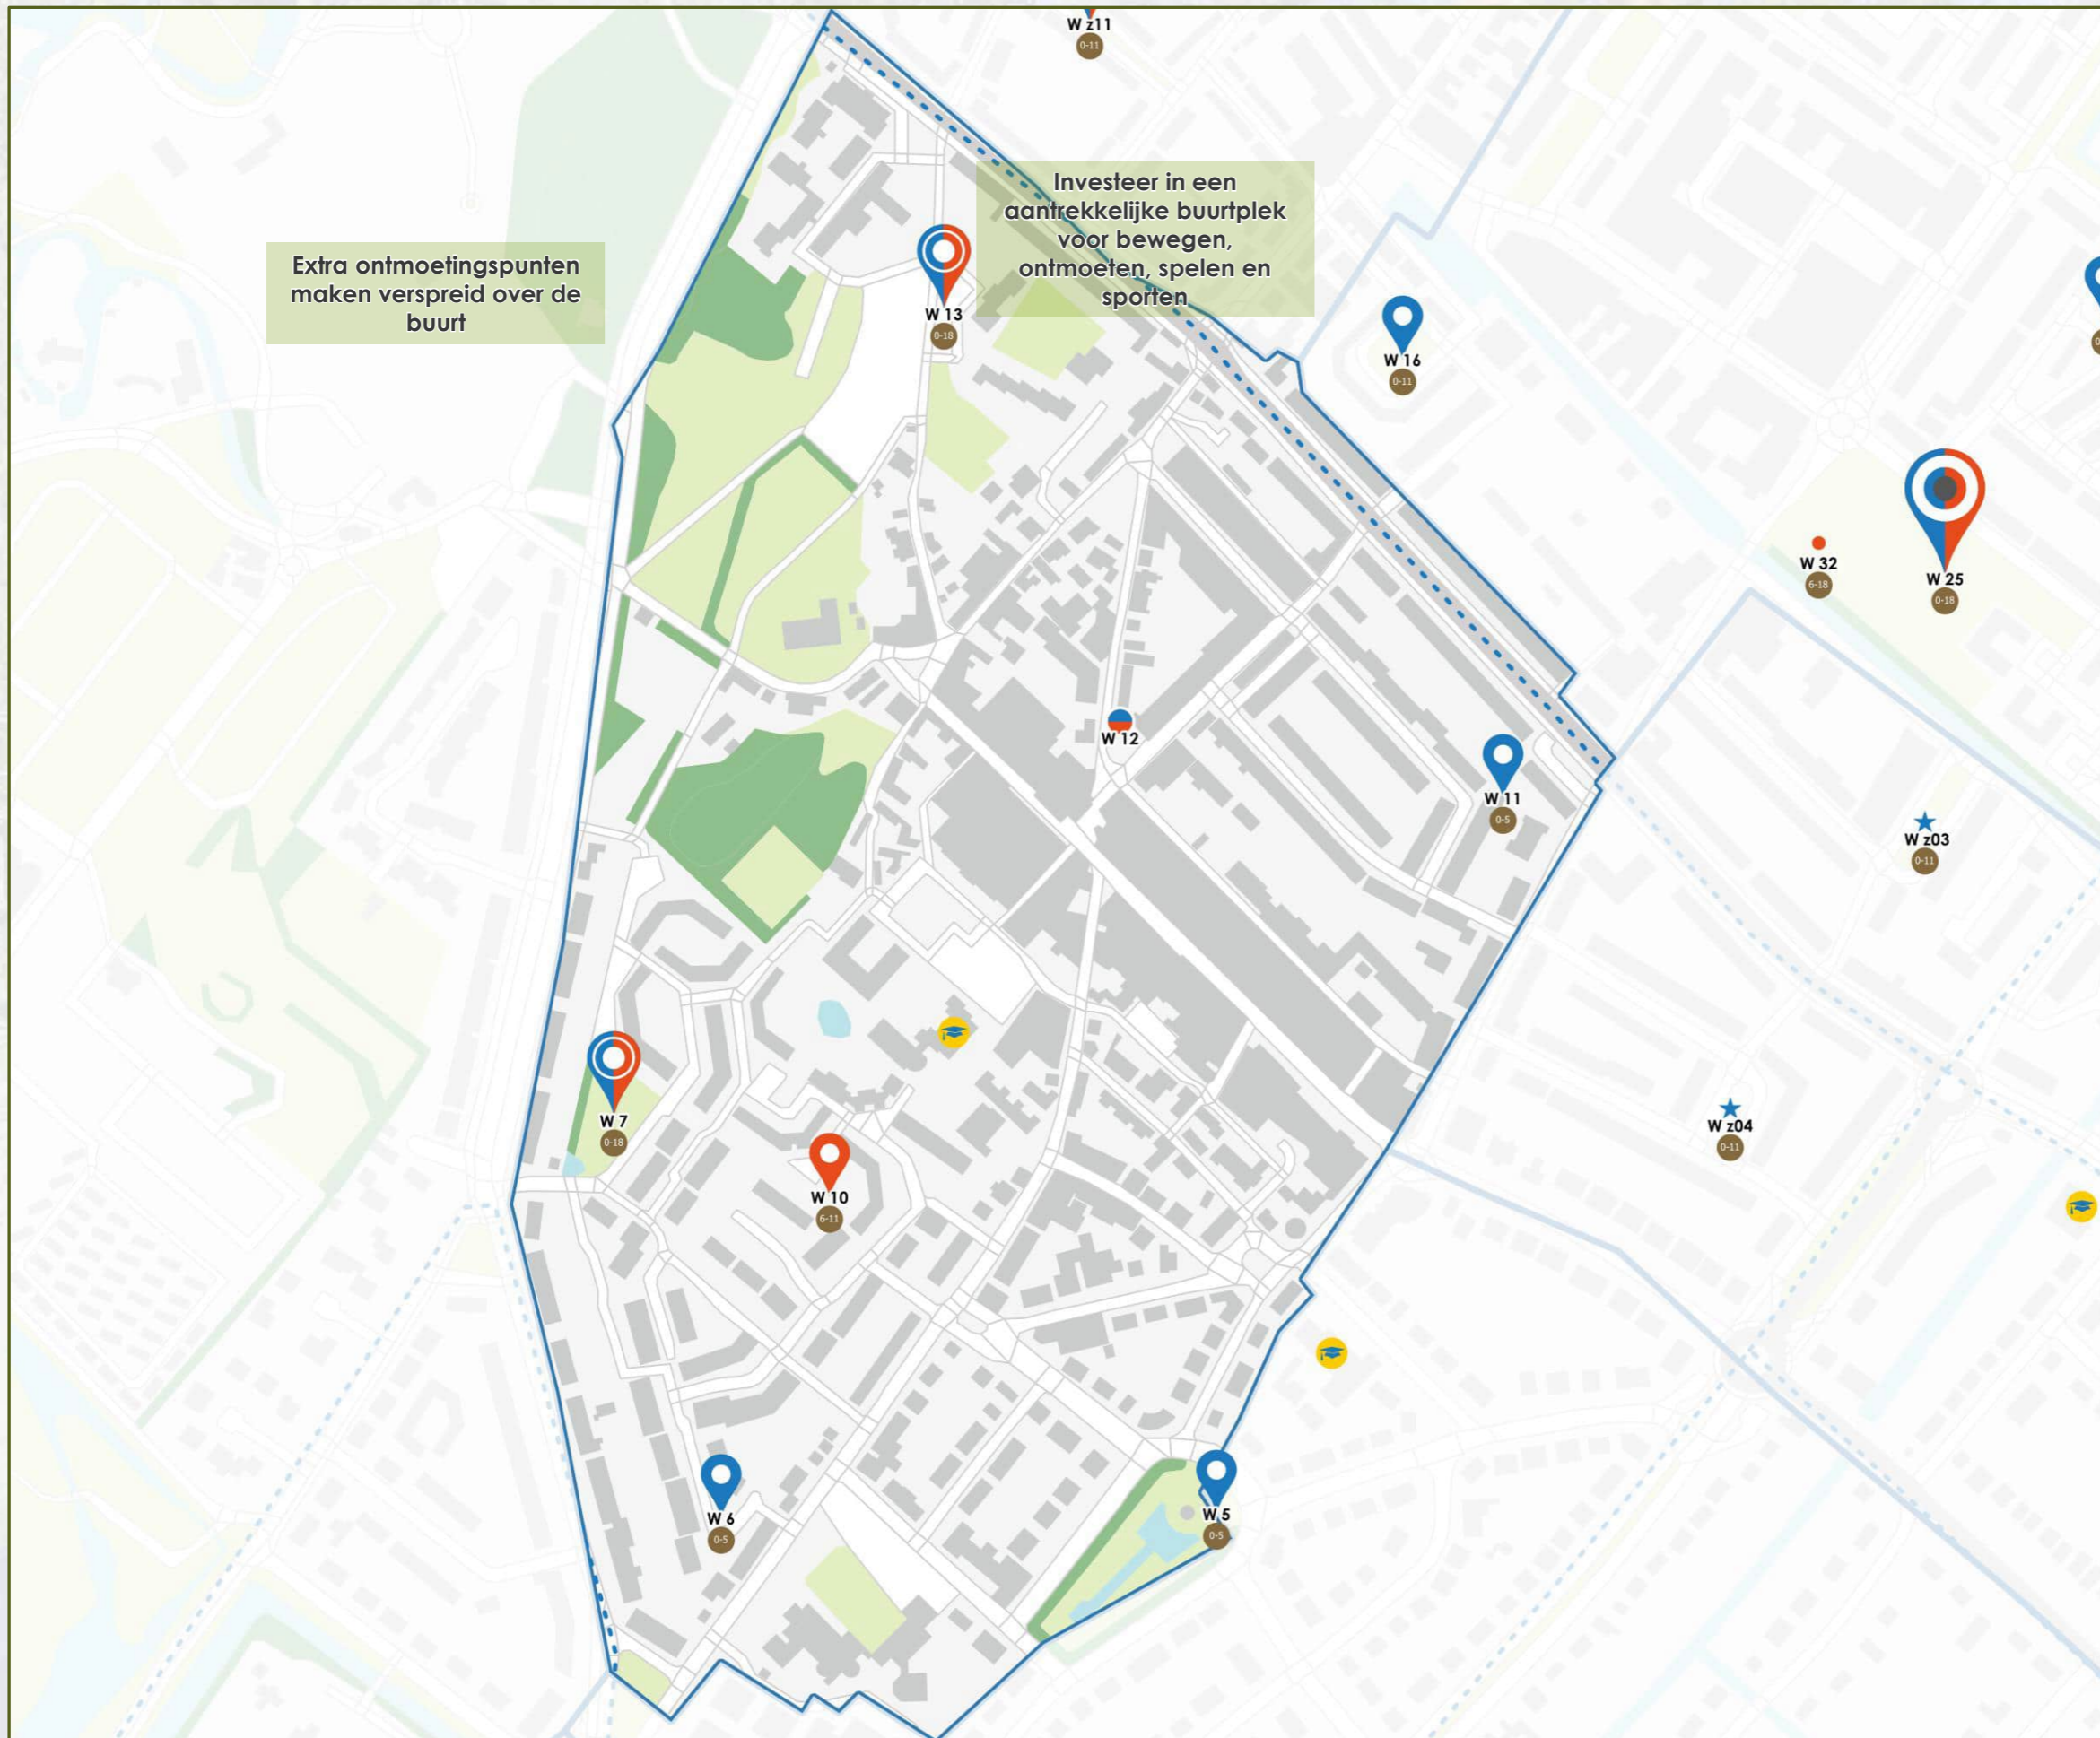 W z11
0-11
Investeer in een
aantrekkelijke buurtplek
voor bewegen,
ontmoeten, spelen en
sporten
Extra ontmoetingspunten
maken verspreid over de
buurt
W 13
0-18
W 16
0-11
W 32
6-18
W 25
0-18
W 12
W 11
0-5
W z03
0-11
W 7
0-18
W z04
0-11
W 10
6-11
W 6
0-5
W 5
0-5